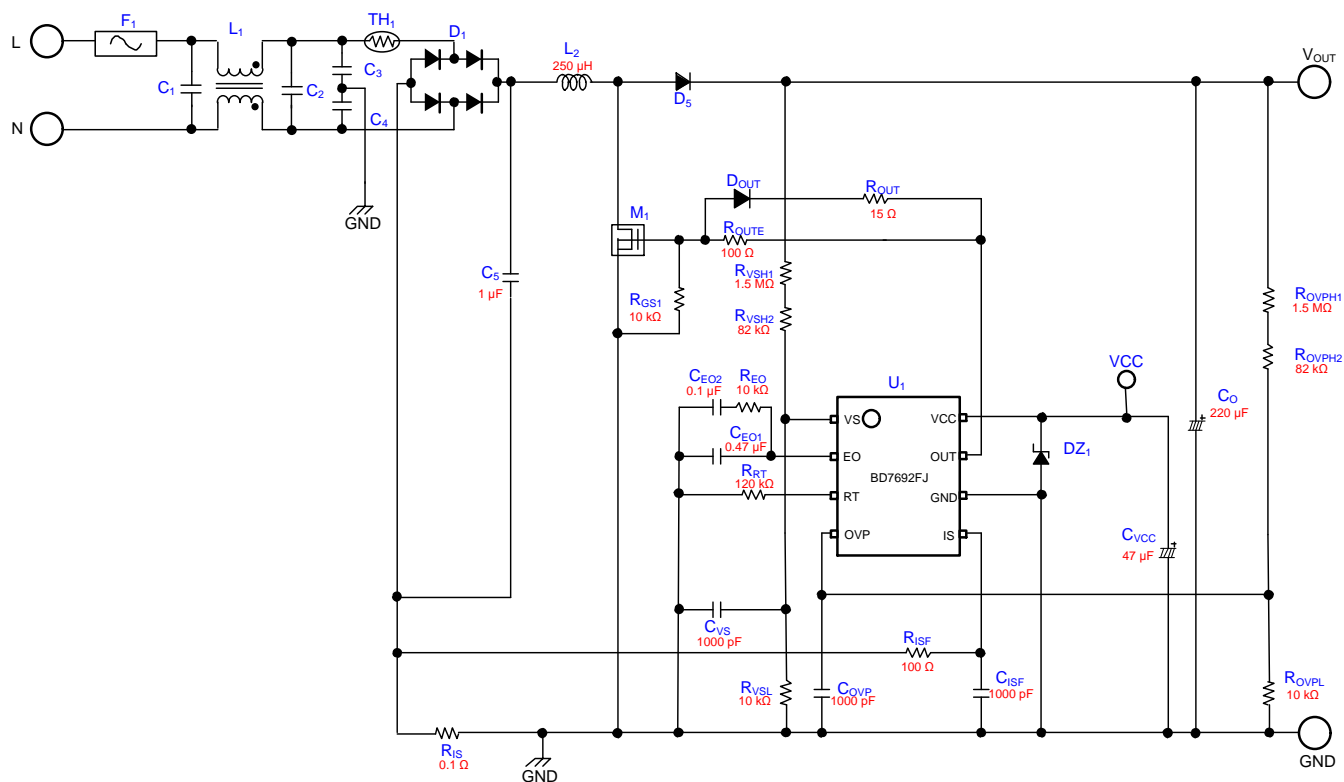 F1
L1
TH1
D1
L
C1
C2
C3
C4
N
L2
250 µH
D5
VOUT
GND
DOUT
ROUT
15 Ω
M1
ROUTE
100 Ω
C5
1 µF
RGS1
10 kΩ
RVSH1
1.5 MΩ
RVSH2
82 kΩ
ROVPH1
1.5 MΩ
ROVPH2
82 kΩ
CEO2
0.1 µF
REO
10 kΩ
CEO1
0.47 µF
RRT
120 kΩ
U1
VS
EO
RT
OVP
BD7692FJ
VCC
OUT
GND
IS
VCC
DZ1
CO
220 µF
CVCC
47 µF
CVS
1000 pF
RISF
100 Ω
RVSL
10 kΩ
COVP
1000 pF
CISF
1000 pF
ROVPL
10 kΩ
RIS
0.1 Ω
GND
GND